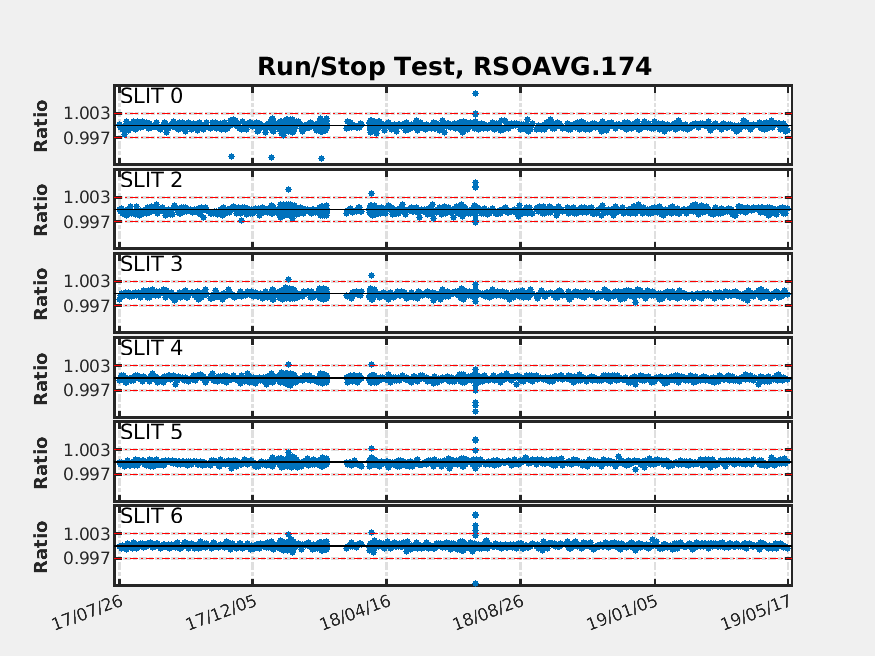 Run/Stop Test, RSOAVG.174
SLIT 0
Ratio
1.003
0.997
SLIT 2
Ratio
1.003
0.997
SLIT 3
Ratio
1.003
0.997
SLIT 4
Ratio
1.003
0.997
SLIT 5
Ratio
1.003
0.997
SLIT 6
Ratio
1.003
0.997
17/07/26 17/12/05 18/04/16 18/08/26 19/01/05 19/05/17